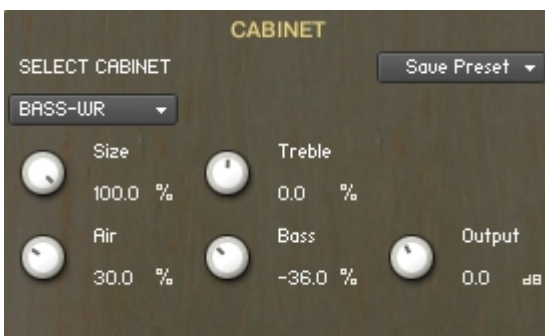 CABINET
SELECT CABINET
Save Preset
BASS-WR
Size
Treble
100.0 %
0.0 %
Air
Bass
Output
30.0 %
-36.0 %
0.0 dB